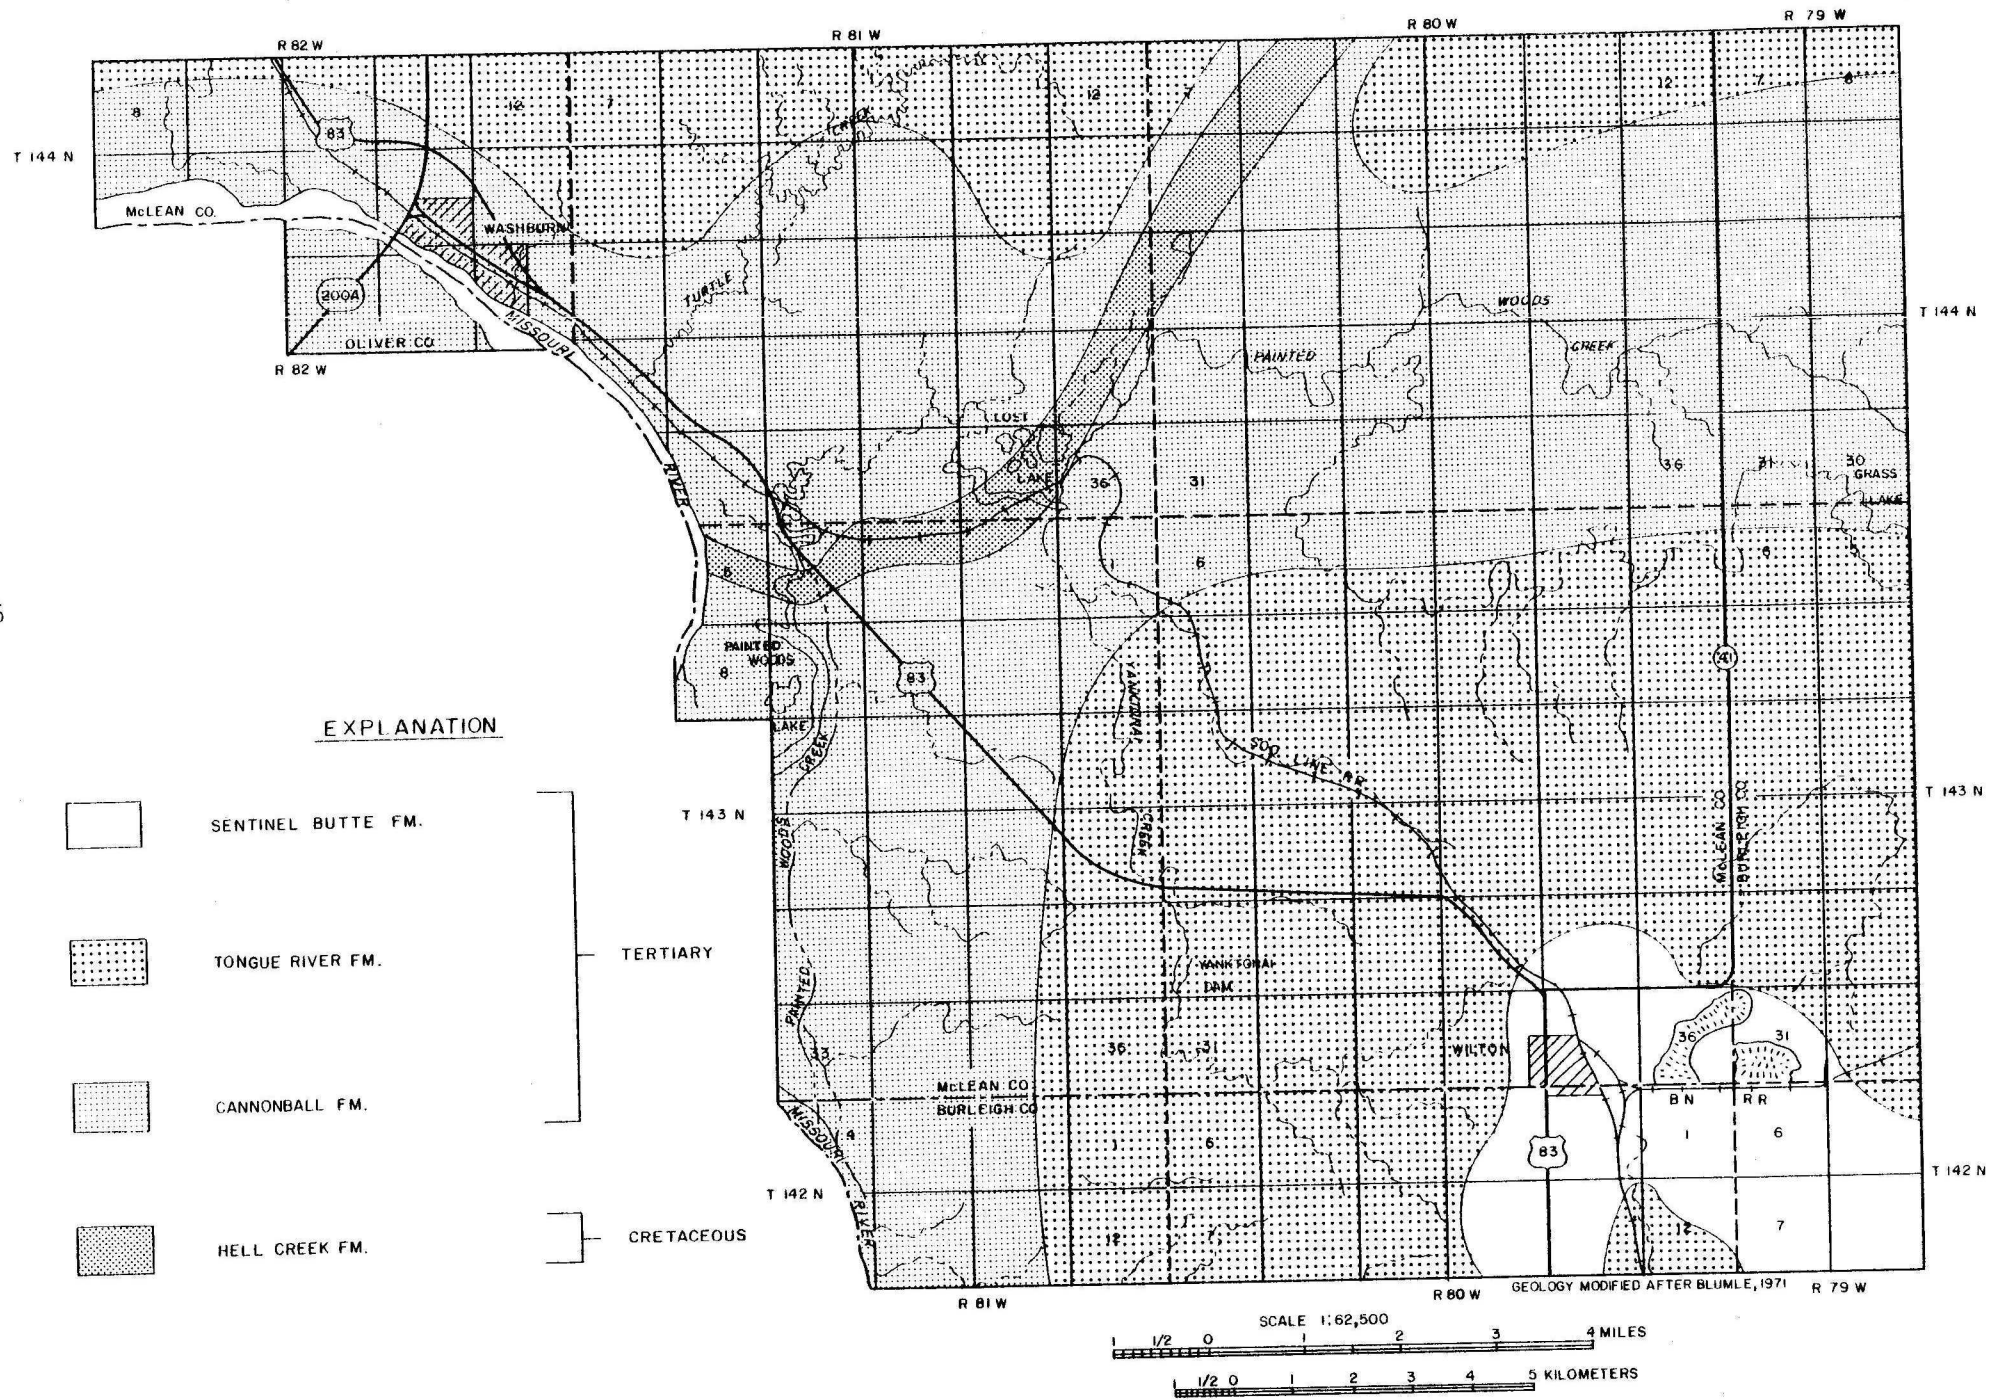 R 82 W
R 81 W
R 80 W
R 79 W
8
12
7
12
7
12
7
8
83
T 144 N
CREEK
McLEAN CO.
WASHBURN
200A
TURTLE
MISSOURI
OLIVER CO
R 82 W
WOODS
PAINTED
CREEK
T 144 N
LOST
LAKE
RIVER
36
31
36
31
30
GRASS
LAKE
6
1
6
1
6
5
PAINTED
WOODS
8
LAKE
CREEK
83
YANKTONAI
CREEK
41
SOO LINE RR
EXPLANATION
SENTINEL BUTTE FM.
TONGUE RIVER FM.
TERTIARY
CANNONBALL FM.
HELL CREEK FM.
CRETACEOUS
T 143 N
WOODS
PAINTED
McLEAN CO
BURLEIGH CO
T 143 N
YANKTONAI
DAM
33
36
31
WILTON
36
31
McLEAN CO
BURLEIGH CO
BN RR
MISSOURI
RIVER
4
1
6
83
1
6
T 142 N
T 142 N
12
7
12
7
R 81 W
R 80 W
GEOLOGY MODIFIED AFTER BLUMLE, 1971
R 79 W
SCALE 1:62,500
1 1/2 0 1 2 3 4 MILES
1 1/2 0 1 2 3 4 5 KILOMETERS